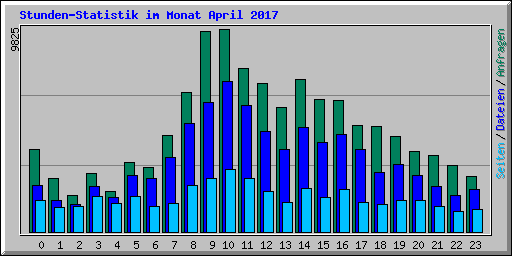 Stunden-Statistik im Monat April 2017
9825
Seiten / Dateien / Anfragen
0 1 2 3 4 5 6 7 8 9 10 11 12 13 14 15 16 17 18 19 20 21 22 23